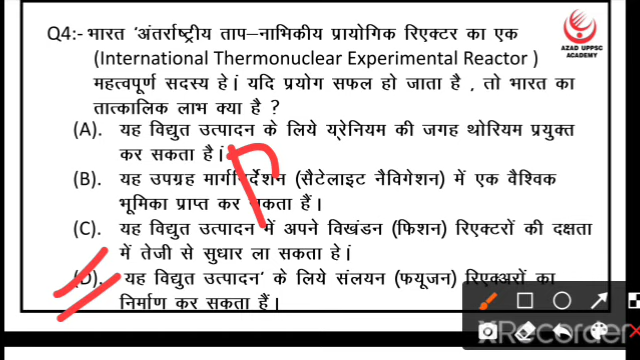 Q4:- भारत 'अंतर्राष्ट्रीय ताप–नाभिकीय प्रायोगिक रिएक्टर का एक
(International Thermonuclear Experimental Reactor)
महत्वपूर्ण सदस्य है। यदि प्रयोग सफल हो जाता है , तो भारत का
तात्कालिक लाभ क्या है ?
(A). यह विद्युत उत्पादन के लिये यूरेनियम की जगह थोरियम प्रयुक्त
कर सकता है।
(B). यह उपग्रह मार्गनिर्देशन (सैटेलाइट नैविगेशन) में एक वैश्विक
भूमिका प्राप्त कर सकता हैं ।
(C). यह विद्युत उत्पादन में अपने विखंडन (फिशन) रिएक्टरों की दक्षता
में तेजी से सुधार ला सकता है।
(D). यह विद्युत उत्पादन' के लिये संलयन (फयूजन) रिएक्अरों का
निर्माण कर सकता हैं ।
AZAD UPPSC
ACADEMY
XRecorder